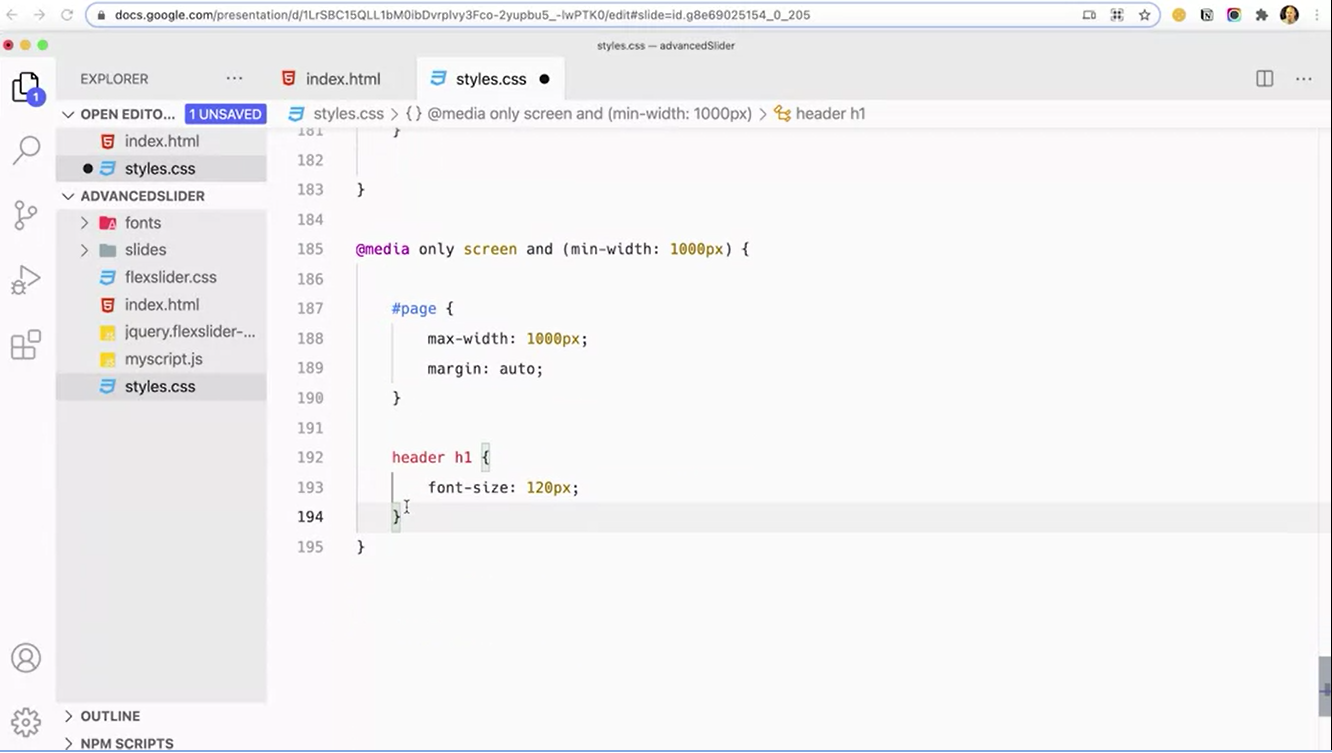 docs.google.com/presentation/d/1LrSBC15QLL1bM0ibDvrplvy3Fco-2yupbu5_-lwPTK0/edit#slide=id.g8e69025154_0_205
styles.css — advancedSlider
EXPLORER
index.html
styles.css
OPEN EDITO... 1 UNSAVED
styles.css > {} @media only screen and (min-width: 1000px) > header h1
index.html
styles.css
ADVANCEDSLIDER
fonts
slides
flexslider.css
index.html
jquery.flexslider-...
myscript.js
styles.css
OUTLINE
NPM SCRIPTS
1
181 }
182
183 }
184
185 @media only screen and (min-width: 1000px) {
186
187 #page {
188 max-width: 1000px;
189 margin: auto;
190 }
191
192 header h1 {
193 font-size: 120px;
194 }
195 }